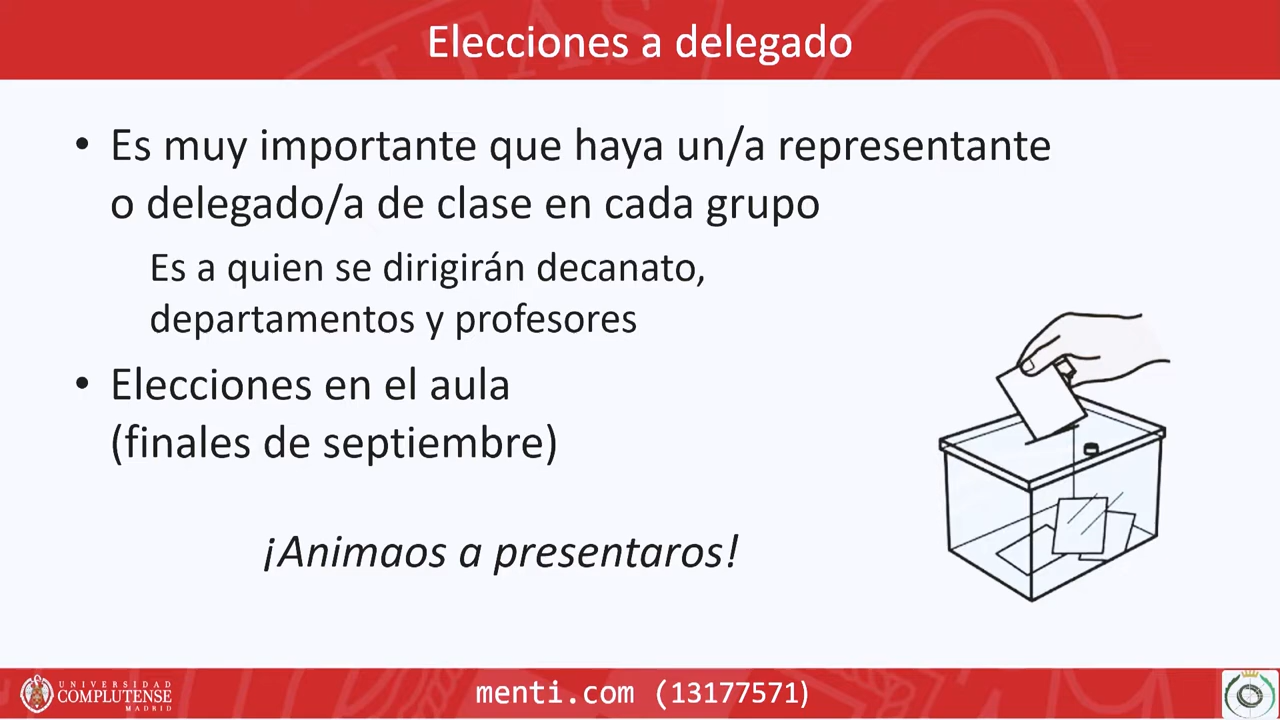 Elecciones a delegado
• Es muy importante que haya un/a representante
o delegado/a de clase en cada grupo
Es a quien se dirigirán decanato,
departamentos y profesores
• Elecciones en el aula
(finales de septiembre)
¡Animaos a presentaros!
UNIVERSIDAD
COMPLUTENSE
MADRID
menti.com (13177571)